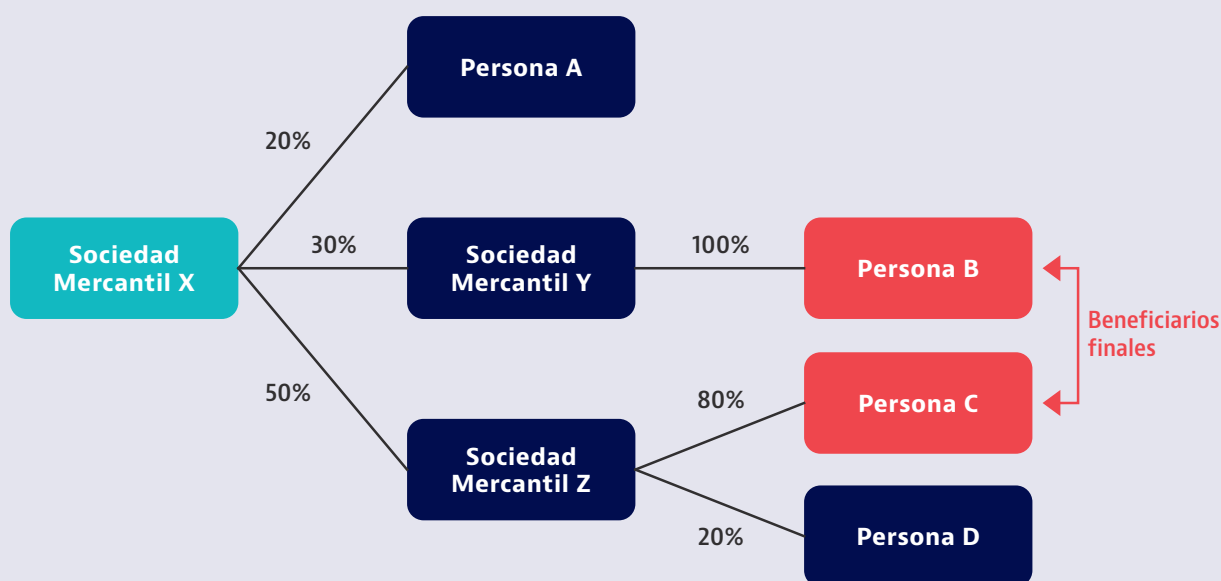 Persona A
20%
Sociedad
Mercantil X
30%
Sociedad
Mercantil Y
100%
Persona B
Beneficiarios
finales
50%
Sociedad
Mercantil Z
80%
Persona C
20%
Persona D